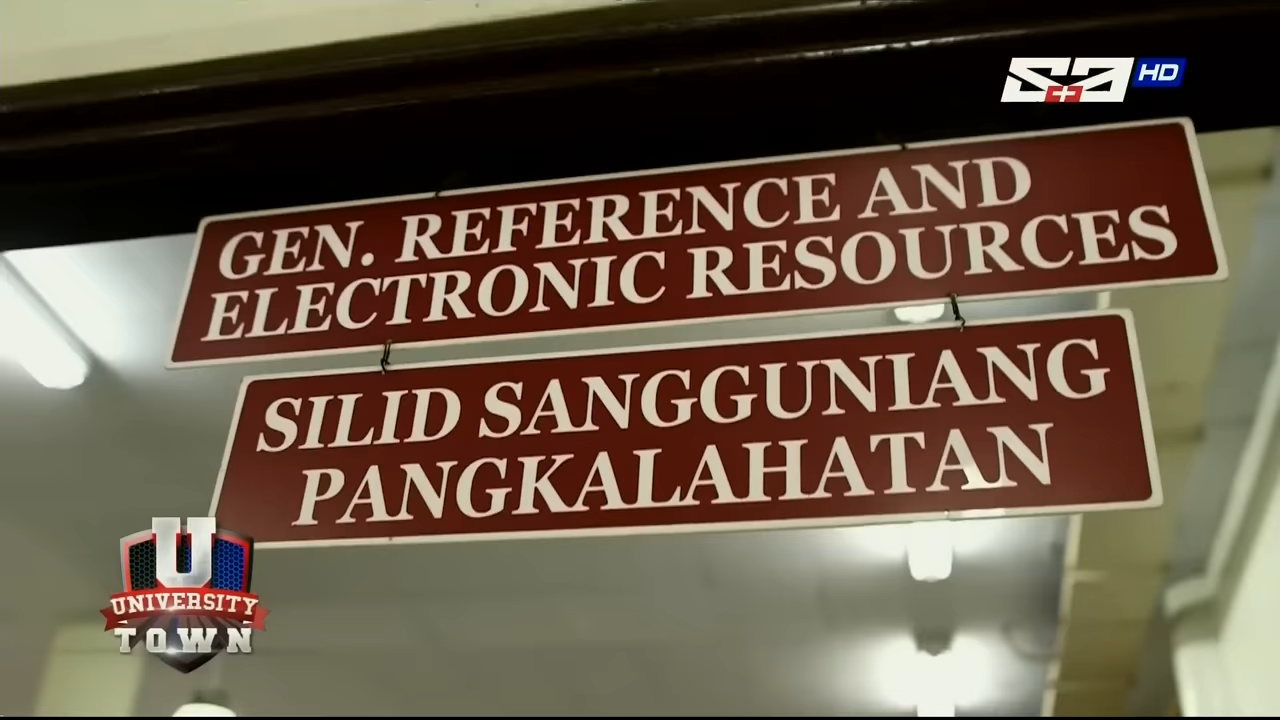 S+A HD
GEN. REFERENCE AND
ELECTRONIC RESOURCES
SILID SANGGUNIANG
PANGKALAHATAN
U
UNIVERSITY
TOWN